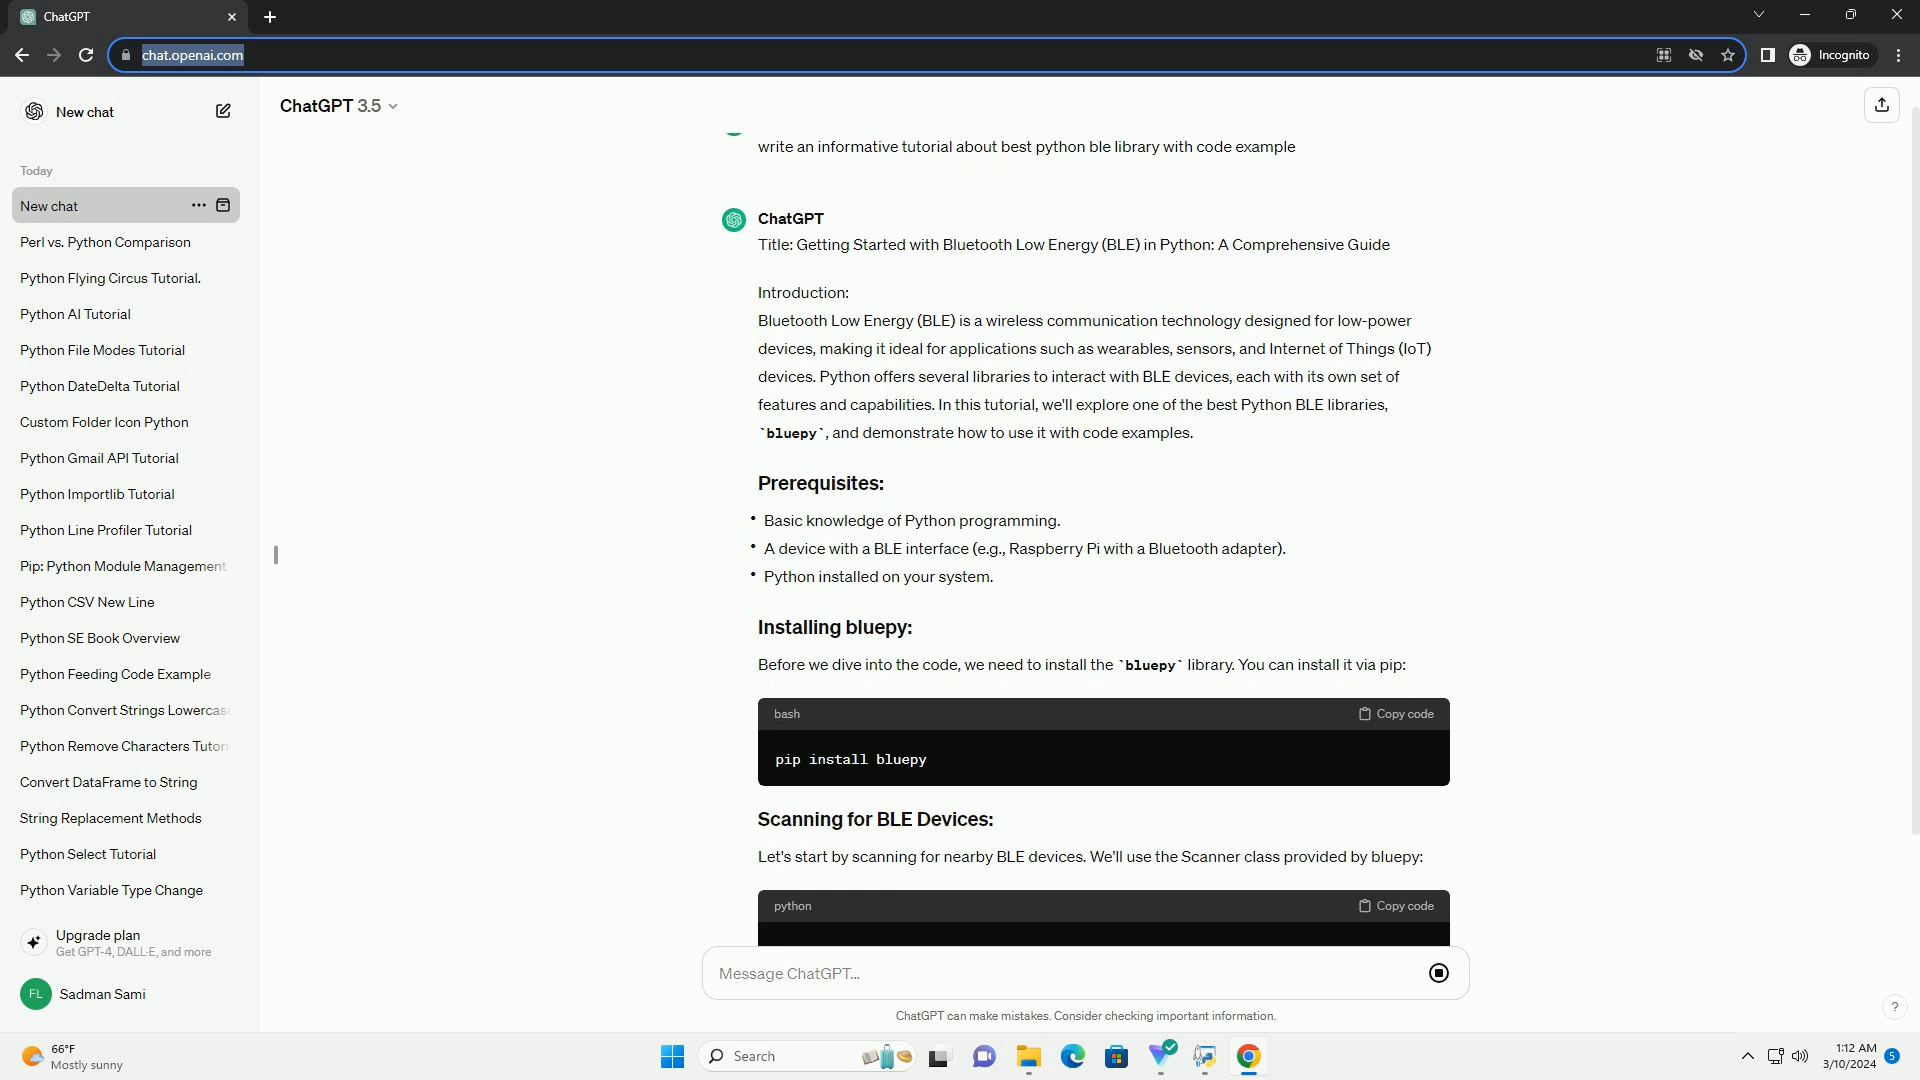 ChatGPT
chat.openai.com
Incognito
New chat
Today
New chat
Perl vs. Python Comparison
Python Flying Circus Tutorial.
Python AI Tutorial
Python File Modes Tutorial
Python DateDelta Tutorial
Custom Folder Icon Python
Python Gmail API Tutorial
Python Importlib Tutorial
Python Line Profiler Tutorial
Pip: Python Module Management
Python CSV New Line
Python SE Book Overview
Python Feeding Code Example
Python Convert Strings Lowercas
Python Remove Characters Tutor
Convert DataFrame to String
String Replacement Methods
Python Select Tutorial
Python Variable Type Change
Upgrade plan
Get GPT-4, DALL·E, and more
FL Sadman Sami
ChatGPT 3.5
write an informative tutorial about best python ble library with code example
ChatGPT
Title: Getting Started with Bluetooth Low Energy (BLE) in Python: A Comprehensive Guide
Introduction:
Bluetooth Low Energy (BLE) is a wireless communication technology designed for low-power
devices, making it ideal for applications such as wearables, sensors, and Internet of Things (IoT)
devices. Python offers several libraries to interact with BLE devices, each with its own set of
features and capabilities. In this tutorial, we'll explore one of the best Python BLE libraries,
`bluepy`, and demonstrate how to use it with code examples.
Prerequisites:
• Basic knowledge of Python programming.
• A device with a BLE interface (e.g., Raspberry Pi with a Bluetooth adapter).
• Python installed on your system.
Installing bluepy:
Before we dive into the code, we need to install the `bluepy` library. You can install it via pip:
bash Copy code
pip install bluepy
Scanning for BLE Devices:
Let's start by scanning for nearby BLE devices. We'll use the Scanner class provided by bluepy:
python Copy code
Message ChatGPT...
ChatGPT can make mistakes. Consider checking important information.
?
66°F
Mostly sunny
Search
1:12 AM
3/10/2024
5